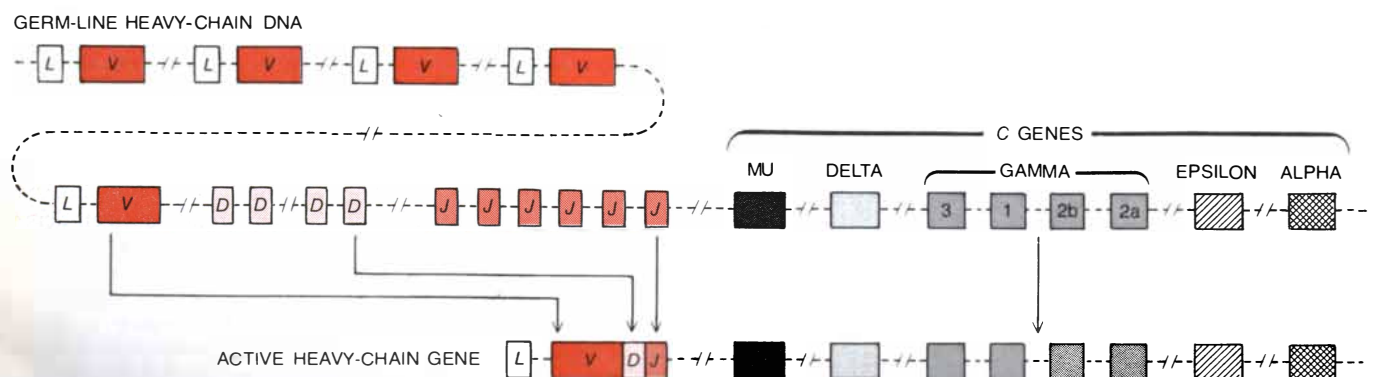 GERM-LINE HEAVY-CHAIN DNA
L V L V L V L V
C GENES
MU DELTA GAMMA EPSILON ALPHA
L V D D D D J J J J J J 3 1 2b 2a
ACTIVE HEAVY-CHAIN GENE L V D J